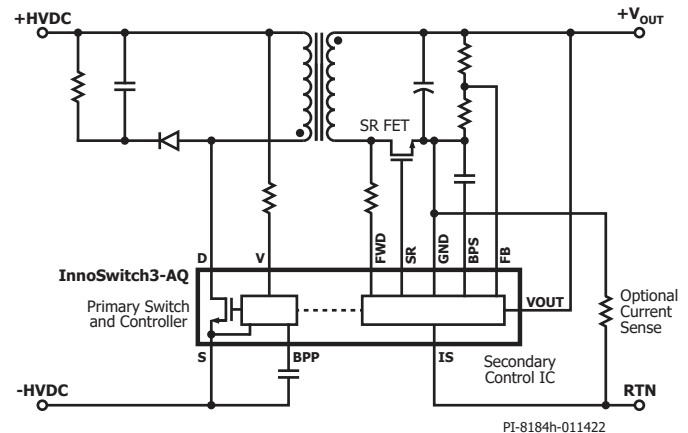 +HVDC
+VOUT
SR FET
FWD
SR
GND
BPS
FB
D
V
InnoSwitch3-AQ
VOUT
Primary Switch
and Controller
Optional
Current
Sense
S
BPP
IS
Secondary
Control IC
-HVDC
RTN
PI-8184h-011422